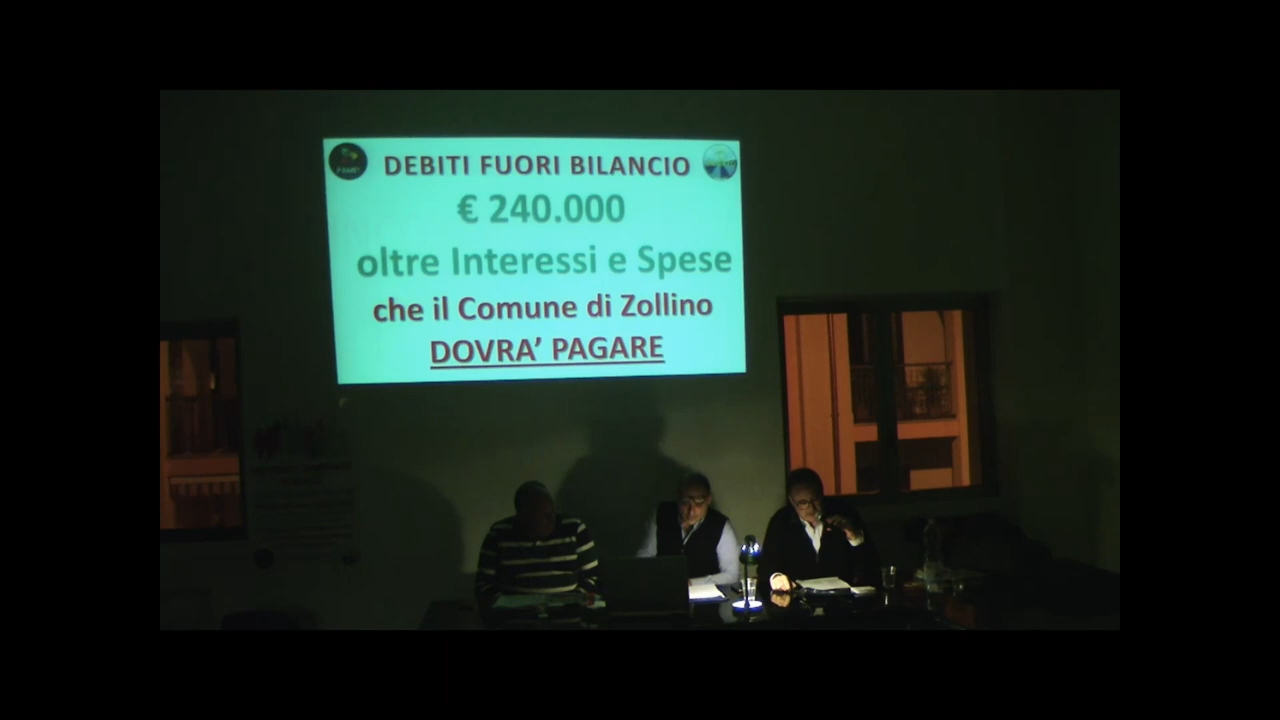 DEBITI FUORI BILANCIO
€ 240.000
oltre Interessi e Spese
che il Comune di Zollino
DOVRA’ PAGARE